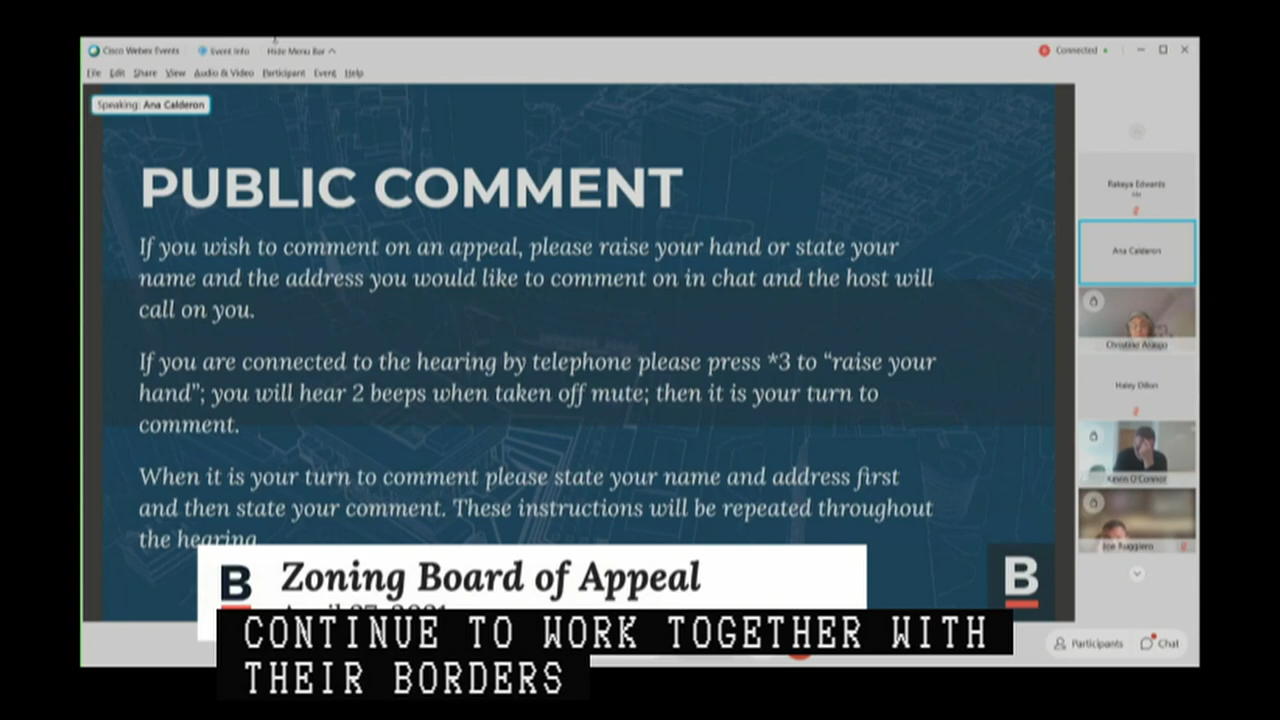 Cisco Webex Events
Event Info
Hide Menu Bar
Connected
File Edit Share View Audio & Video Participant Event Help
Speaking: Ana Calderon
PUBLIC COMMENT
If you wish to comment on an appeal, please raise your hand or state your
name and the address you would like to comment on in chat and the host will
call on you.
If you are connected to the hearing by telephone please press *3 to “raise your
hand”; you will hear 2 beeps when taken off mute; then it is your turn to
comment.
When it is your turn to comment please state your name and address first
and then state your comment. These instructions will be repeated throughout
the hearing
Rakeya Edwards
Ana Calderon
Christine Araujo
Haley Dillon
Kevin O'Connor
Joe Ruggiero
B
Zoning Board of Appeal
April 27, 2021
B
CONTINUE TO WORK TOGETHER WITH
THEIR BORDERS
Participants
Chat